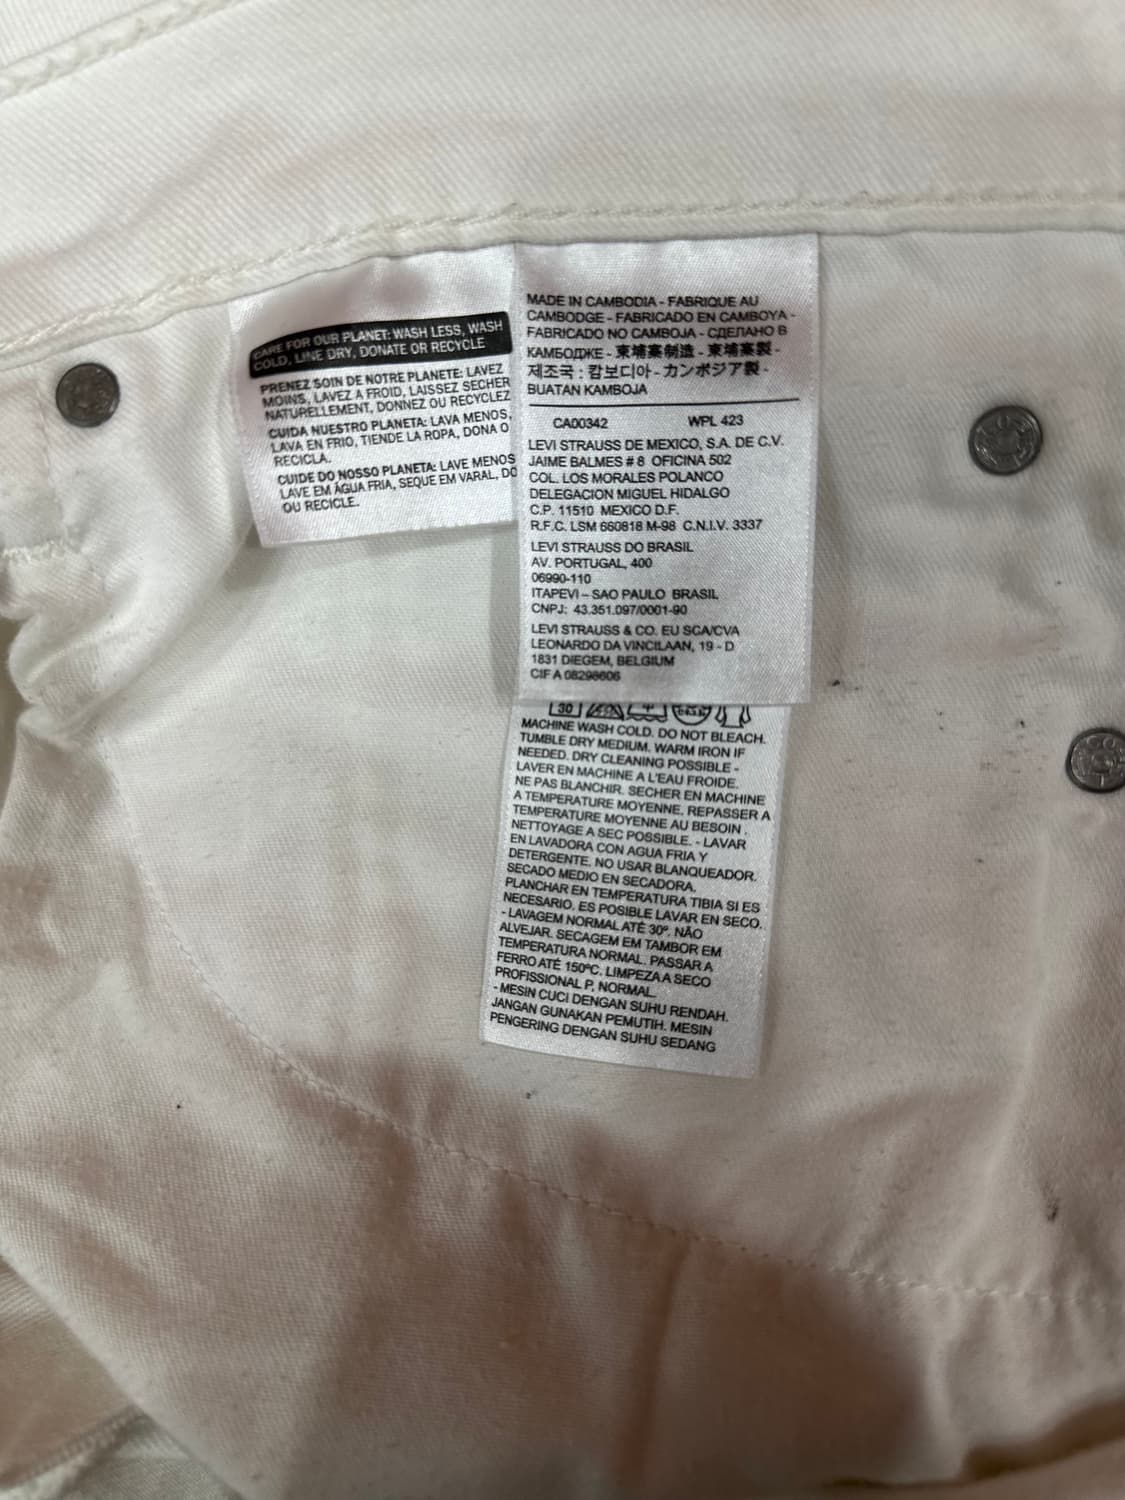 CARE FOR OUR PLANET: WASH LESS, WASH
COLD, LINE DRY, DONATE OR RECYCLE
PRENEZ SOIN DE NOTRE PLANETE: LAVEZ
MOINS, LAVEZ A FROID, LAISSEZ SECHER
NATURELLEMENT, DONNEZ OU RECYCLEZ
CUIDA NUESTRO PLANETA: LAVA MENOS,
LAVA EN FRIO, TIENDE LA ROPA, DONA O
RECICLA.
CUIDE DO NOSSO PLANETA: LAVE MENOS
LAVE EM ÁGUA FRIA, SEQUE EM VARAL, DO
OU RECICLE.
MADE IN CAMBODIA - FABRIQUE AU
CAMBODGE - FABRICADO EN CAMBOYA -
FABRICADO NO CAMBOJA - СДЕЛАНО В
КАМБОДЖЕ - 柬埔寨制造 - 柬埔寨製 -
제조국 : 캄보디아 - カンボジア製 -
BUATAN KAMBOJA
CA00342 WPL 423
LEVI STRAUSS DE MEXICO, S.A. DE C.V.
JAIME BALMES # 8 OFICINA 502
COL. LOS MORALES POLANCO
DELEGACION MIGUEL HIDALGO
C.P. 11510 MEXICO D.F.
R.F.C. LSM 660818 M-98 C.N.I.V. 3337
LEVI STRAUSS DO BRASIL
AV. PORTUGAL, 400
06990-110
ITAPEVI – SAO PAULO BRASIL
CNPJ: 43.351.097/0001-90
LEVI STRAUSS & CO. EU SCA/CVA
LEONARDO DA VINCILAAN, 19 - D
1831 DIEGEM, BELGIUM
CIF A 08298606
30
MACHINE WASH COLD. DO NOT BLEACH.
TUMBLE DRY MEDIUM. WARM IRON IF
NEEDED. DRY CLEANING POSSIBLE -
LAVER EN MACHINE A L'EAU FROIDE.
NE PAS BLANCHIR. SECHER EN MACHINE
A TEMPERATURE MOYENNE. REPASSER A
TEMPERATURE MOYENNE AU BESOIN .
NETTOYAGE A SEC POSSIBLE. - LAVAR
EN LAVADORA CON AGUA FRIA Y
DETERGENTE. NO USAR BLANQUEADOR.
SECADO MEDIO EN SECADORA.
PLANCHAR EN TEMPERATURA TIBIA SI ES
NECESARIO. ES POSIBLE LAVAR EN SECO.
- LAVAGEM NORMAL ATÉ 30º. NÃO
ALVEJAR. SECAGEM EM TAMBOR EM
TEMPERATURA NORMAL. PASSAR A
FERRO ATÉ 150ºC. LIMPEZA A SECO
PROFISSIONAL P, NORMAL.
- MESIN CUCI DENGAN SUHU RENDAH.
JANGAN GUNAKAN PEMUTIH. MESIN
PENGERING DENGAN SUHU SEDANG